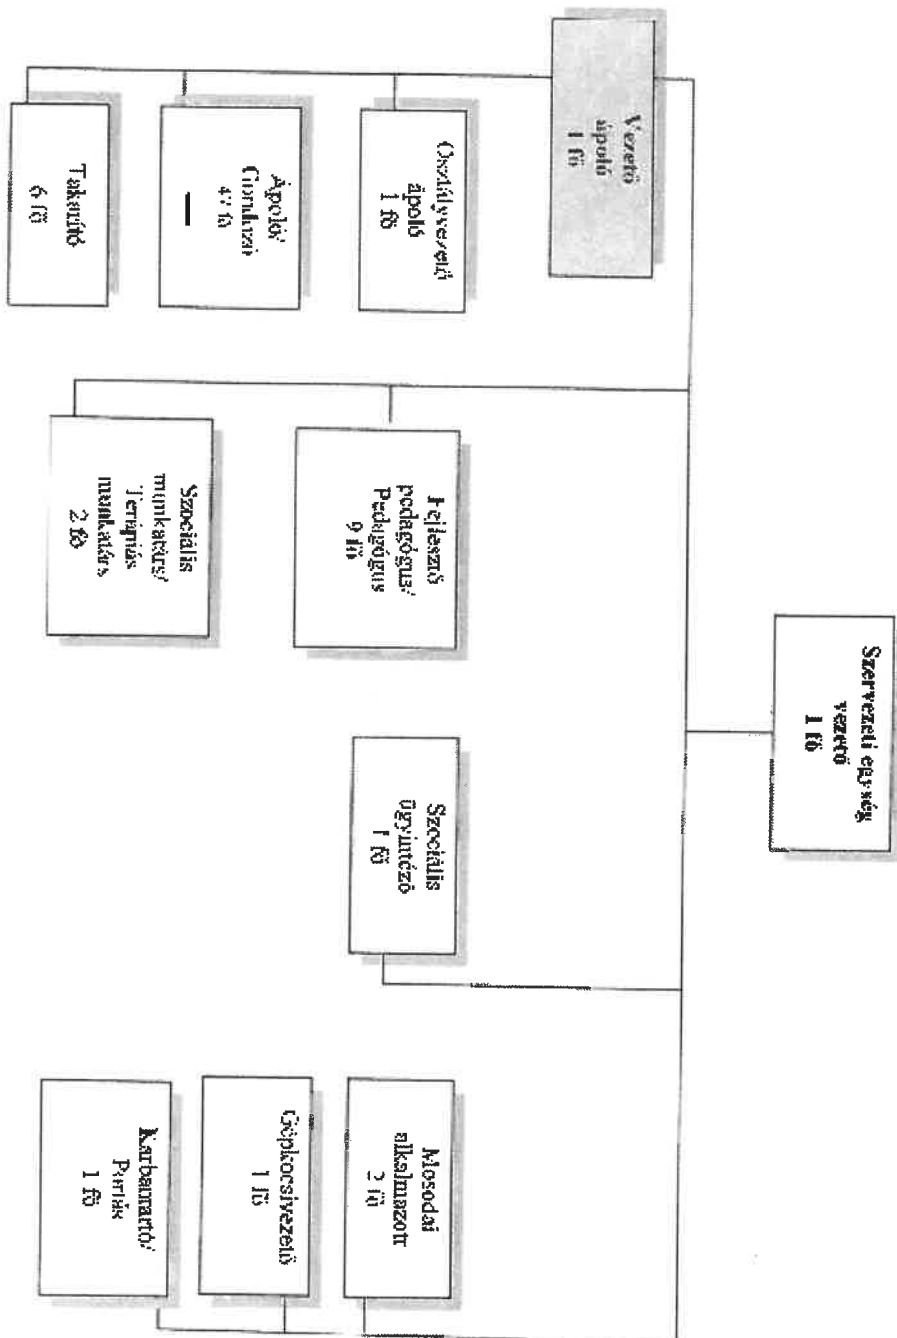 Szervezeti egység
vezető
1 fő
Vezető
ápoló
1 fő
Osztályvezető
ápoló
1 fő
Ápoló/
Gondozó
47 fő
Takarító
6 fő
Fejlesztő
pedagógus/
Pedagógus
9 fő
Szociális
munkatárs/
Terápiás
munkatárs
2 fő
Szociális
ügyintéző
1 fő
Mosodai
alkalmazott
2 fő
Gépkocsivezető
1 fő
Karbantartó/
Portás
1 fő